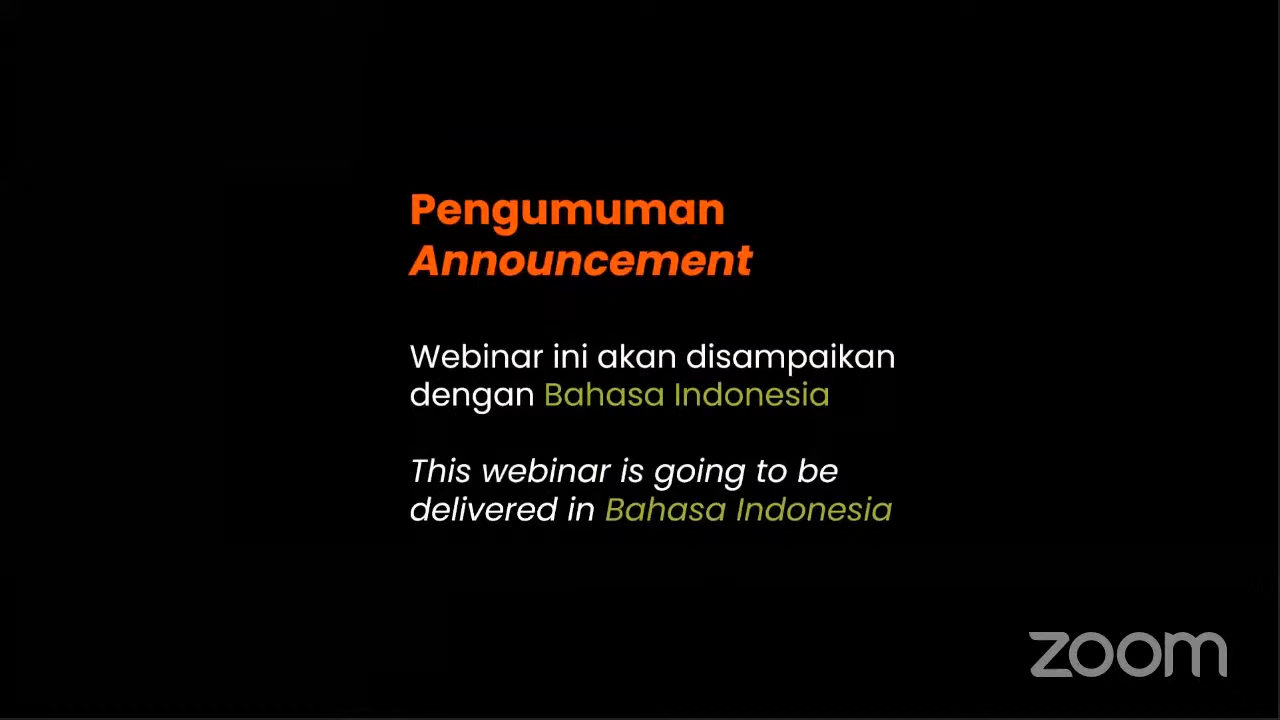 Pengumuman
Announcement
Webinar ini akan disampaikan
dengan Bahasa Indonesia
This webinar is going to be
delivered in Bahasa Indonesia
zoom